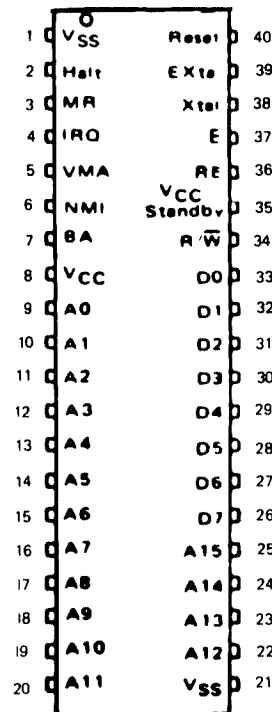 1 VSS Reset 40
2 Halt EXta 39
3 MR Xtal 38
4 IRQ E 37
5 VMA RE 36
6 NMI VCC Standby 35
7 BA R/W 34
8 VCC D0 33
9 A0 D1 32
10 A1 D2 31
11 A2 D3 30
12 A3 D4 29
13 A4 D5 28
14 A5 D6 27
15 A6 D7 26
16 A7 A15 25
17 A8 A14 24
18 A9 A13 23
19 A10 A12 22
20 A11 VSS 21